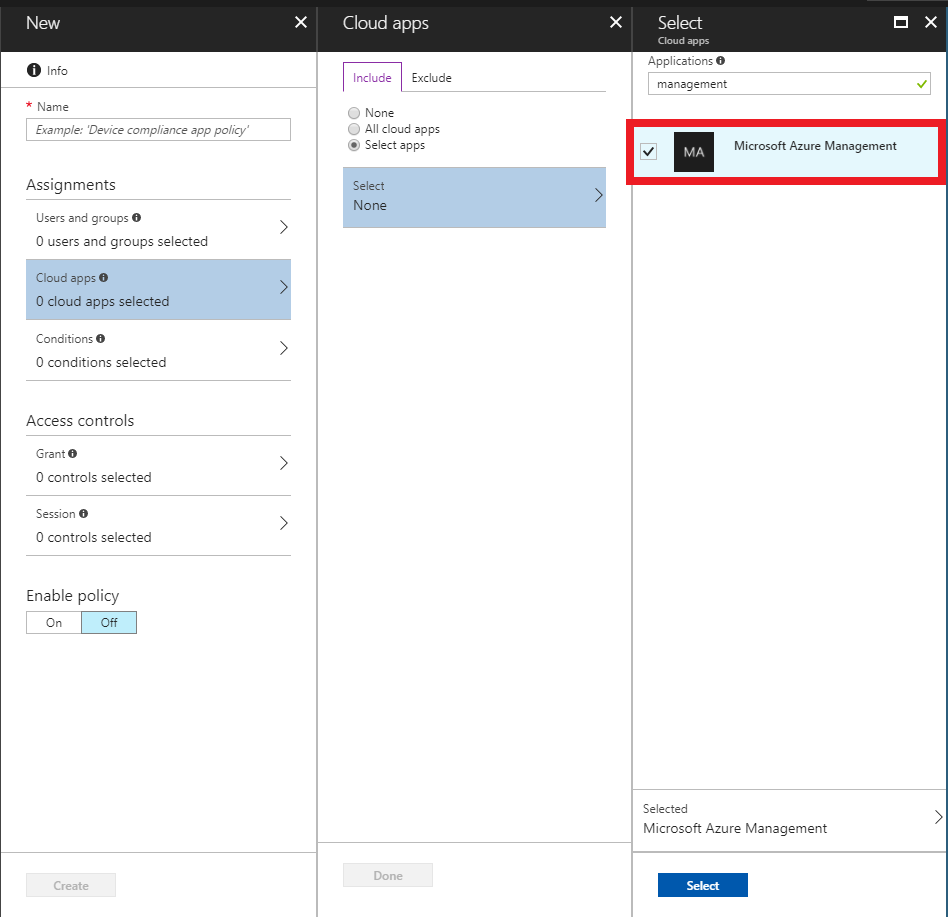 New
Info
* Name
Example: 'Device compliance app policy'
Assignments
Users and groups
0 users and groups selected
Cloud apps
0 cloud apps selected
Conditions
0 conditions selected
Access controls
Grant
0 controls selected
Session
0 controls selected
Enable policy
On Off
Create
Cloud apps
Include Exclude
None
All cloud apps
Select apps
Select
None
Done
Select
Cloud apps
Applications
management
MA Microsoft Azure Management
Selected
Microsoft Azure Management
Select